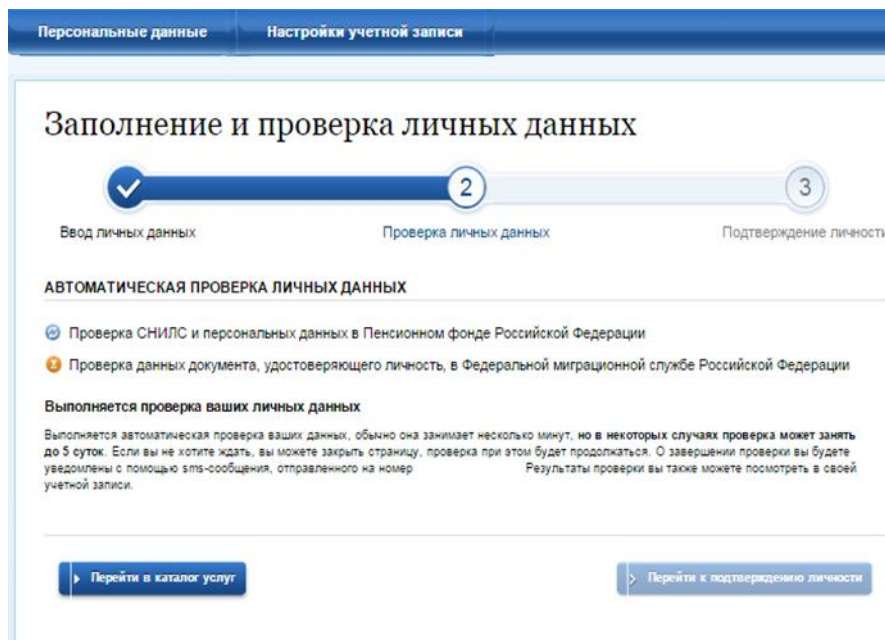 Персональные данные Настройки учетной записи
Заполнение и проверка личных данных
2 3
Ввод личных данных Проверка личных данных Подтверждение личности
АВТОМАТИЧЕСКАЯ ПРОВЕРКА ЛИЧНЫХ ДАННЫХ
Проверка СНИЛС и персональных данных в Пенсионном фонде Российской Федерации
Проверка данных документа, удостоверяющего личность, в Федеральной миграционной службе Российской Федерации
Выполняется проверка ваших личных данных
Выполняется автоматическая проверка ваших данных, обычно она занимает несколько минут, но в некоторых случаях проверка может занять
до 5 суток. Если вы не хотите ждать, вы можете закрыть страницу, проверка при этом будет продолжаться. О завершении проверки вы будете
уведомлены с помощью sms-сообщения, отправленного на номер Результаты проверки вы также можете посмотреть в своей
учетной записи.
Перейти в каталог услуг Перейти к подтверждению личности